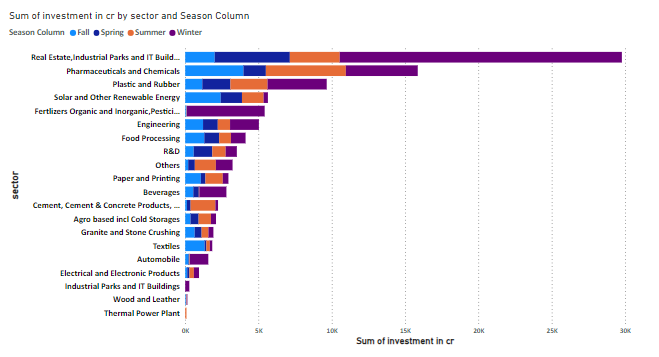 Sum of investment in cr by sector and Season Column
Season Column Fall Spring Summer Winter
Real Estate,Industrial Parks and IT Build...
Pharmaceuticals and Chemicals
Plastic and Rubber
Solar and Other Renewable Energy
Fertlizers Organic and Inorganic,Pestici...
Engineering
Food Processing
R&D
Others
Paper and Printing
Beverages
Cement, Cement & Concrete Products, ...
Agro based incl Cold Storages
Granite and Stone Crushing
Textiles
Automobile
Electrical and Electronic Products
Industrial Parks and IT Buildings
Wood and Leather
Thermal Power Plant
sector
0K 5K 10K 15K 20K 25K 30K
Sum of investment in cr